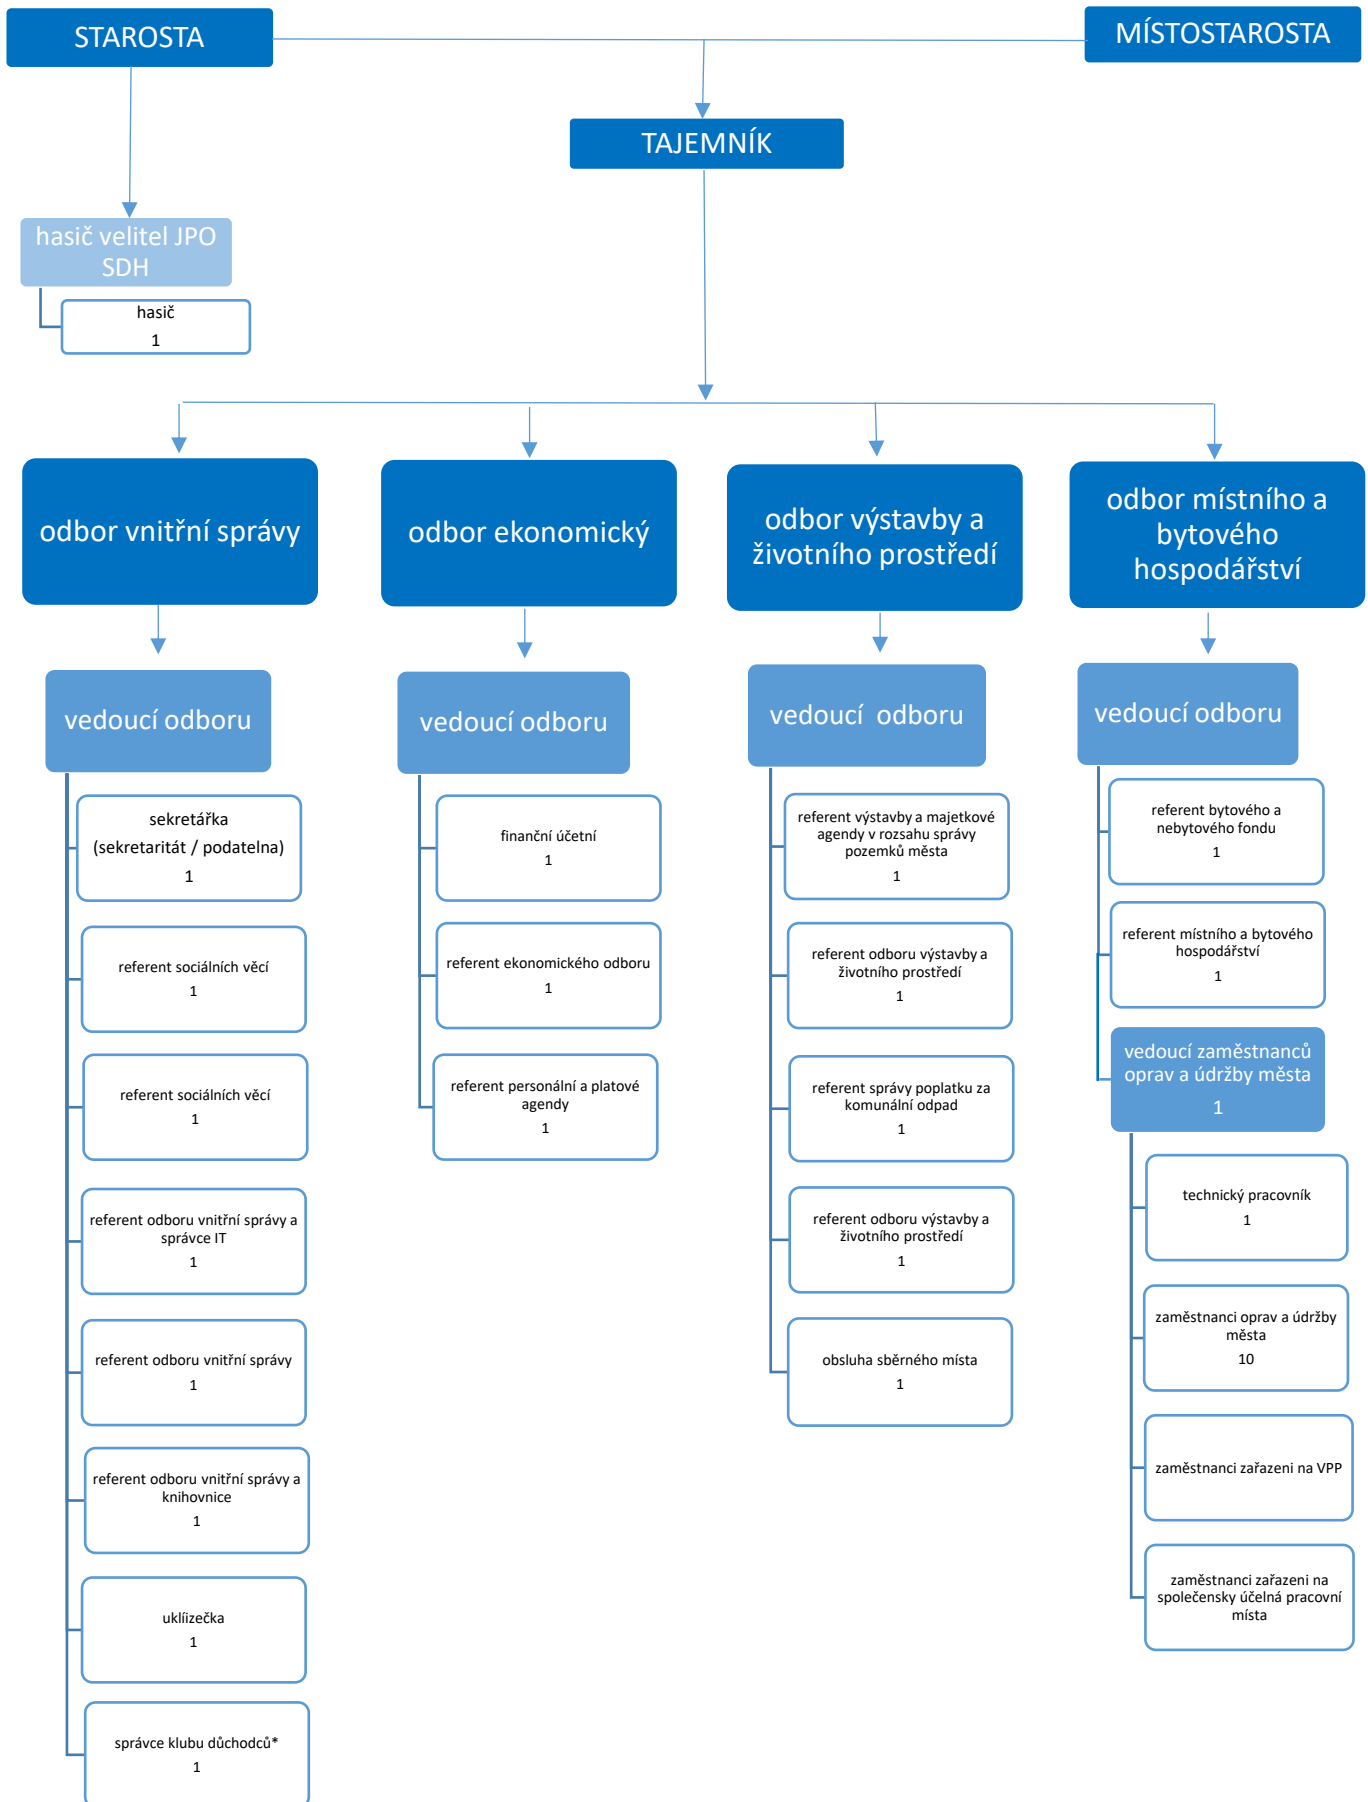 STAROSTA
MÍSTOSTAROSTA
TAJEMNÍK
hasič velitel JPO
SDH
hasič
1
odbor vnitřní správy
odbor ekonomický
odbor výstavby a
životního prostředí
odbor místního a
bytového
hospodářství
vedoucí odboru
sekretářka
(sekretaritát / podatelna)
1
referent sociálních věcí
1
referent sociálních věcí
1
referent odboru vnitřní správy a
správce IT
1
referent odboru vnitřní správy
1
referent odboru vnitřní správy a
knihovnice
1
uklíizečka
1
správce klubu důchodců*
1
vedoucí odboru
finanční účetní
1
referent ekonomického odboru
1
referent personální a platové
agendy
1
vedoucí  odboru
referent výstavby a majetkové
agendy v rozsahu správy
pozemků města
1
referent odboru výstavby a
životního prostředí
1
referent správy poplatku za
komunální odpad
1
referent odboru výstavby a
životního prostředí
1
obsluha sběrného místa
1
vedoucí odboru
referent bytového a
nebytového fondu
1
referent místního a bytového
hospodářství
1
vedoucí zaměstnanců
oprav a údržby města
1
technický pracovník
1
zaměstnanci oprav a údržby
města
10
zaměstnanci zařazeni na VPP
zaměstnanci zařazeni na
společensky účelná pracovní
místa